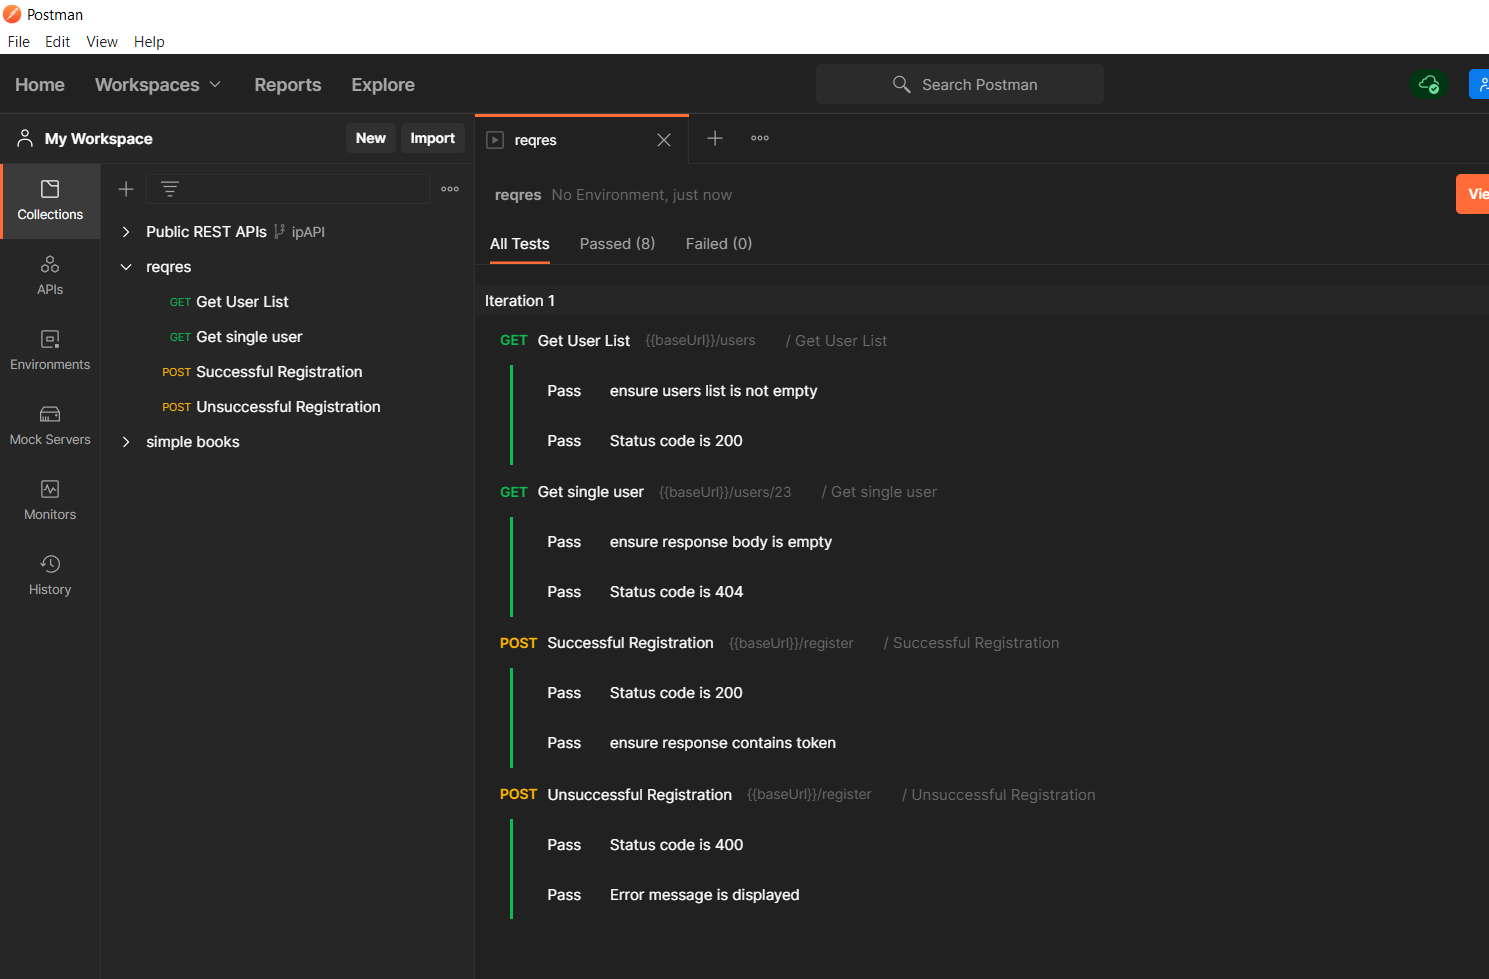 Postman
File Edit View Help
Home Workspaces Reports Explore Search Postman
My Workspace New Import
reqres
Collections
APIs
Environments
Mock Servers
Monitors
History
Public REST APIs ipAPI
reqres
GET Get User List
GET Get single user
POST Successful Registration
POST Unsuccessful Registration
simple books
reqres No Environment, just now Vie
All Tests Passed (8) Failed (0)
Iteration 1
GET Get User List {{baseUrl}}/users / Get User List
Pass ensure users list is not empty
Pass Status code is 200
GET Get single user {{baseUrl}}/users/23 / Get single user
Pass ensure response body is empty
Pass Status code is 404
POST Successful Registration {{baseUrl}}/register / Successful Registration
Pass Status code is 200
Pass ensure response contains token
POST Unsuccessful Registration {{baseUrl}}/register / Unsuccessful Registration
Pass Status code is 400
Pass Error message is displayed